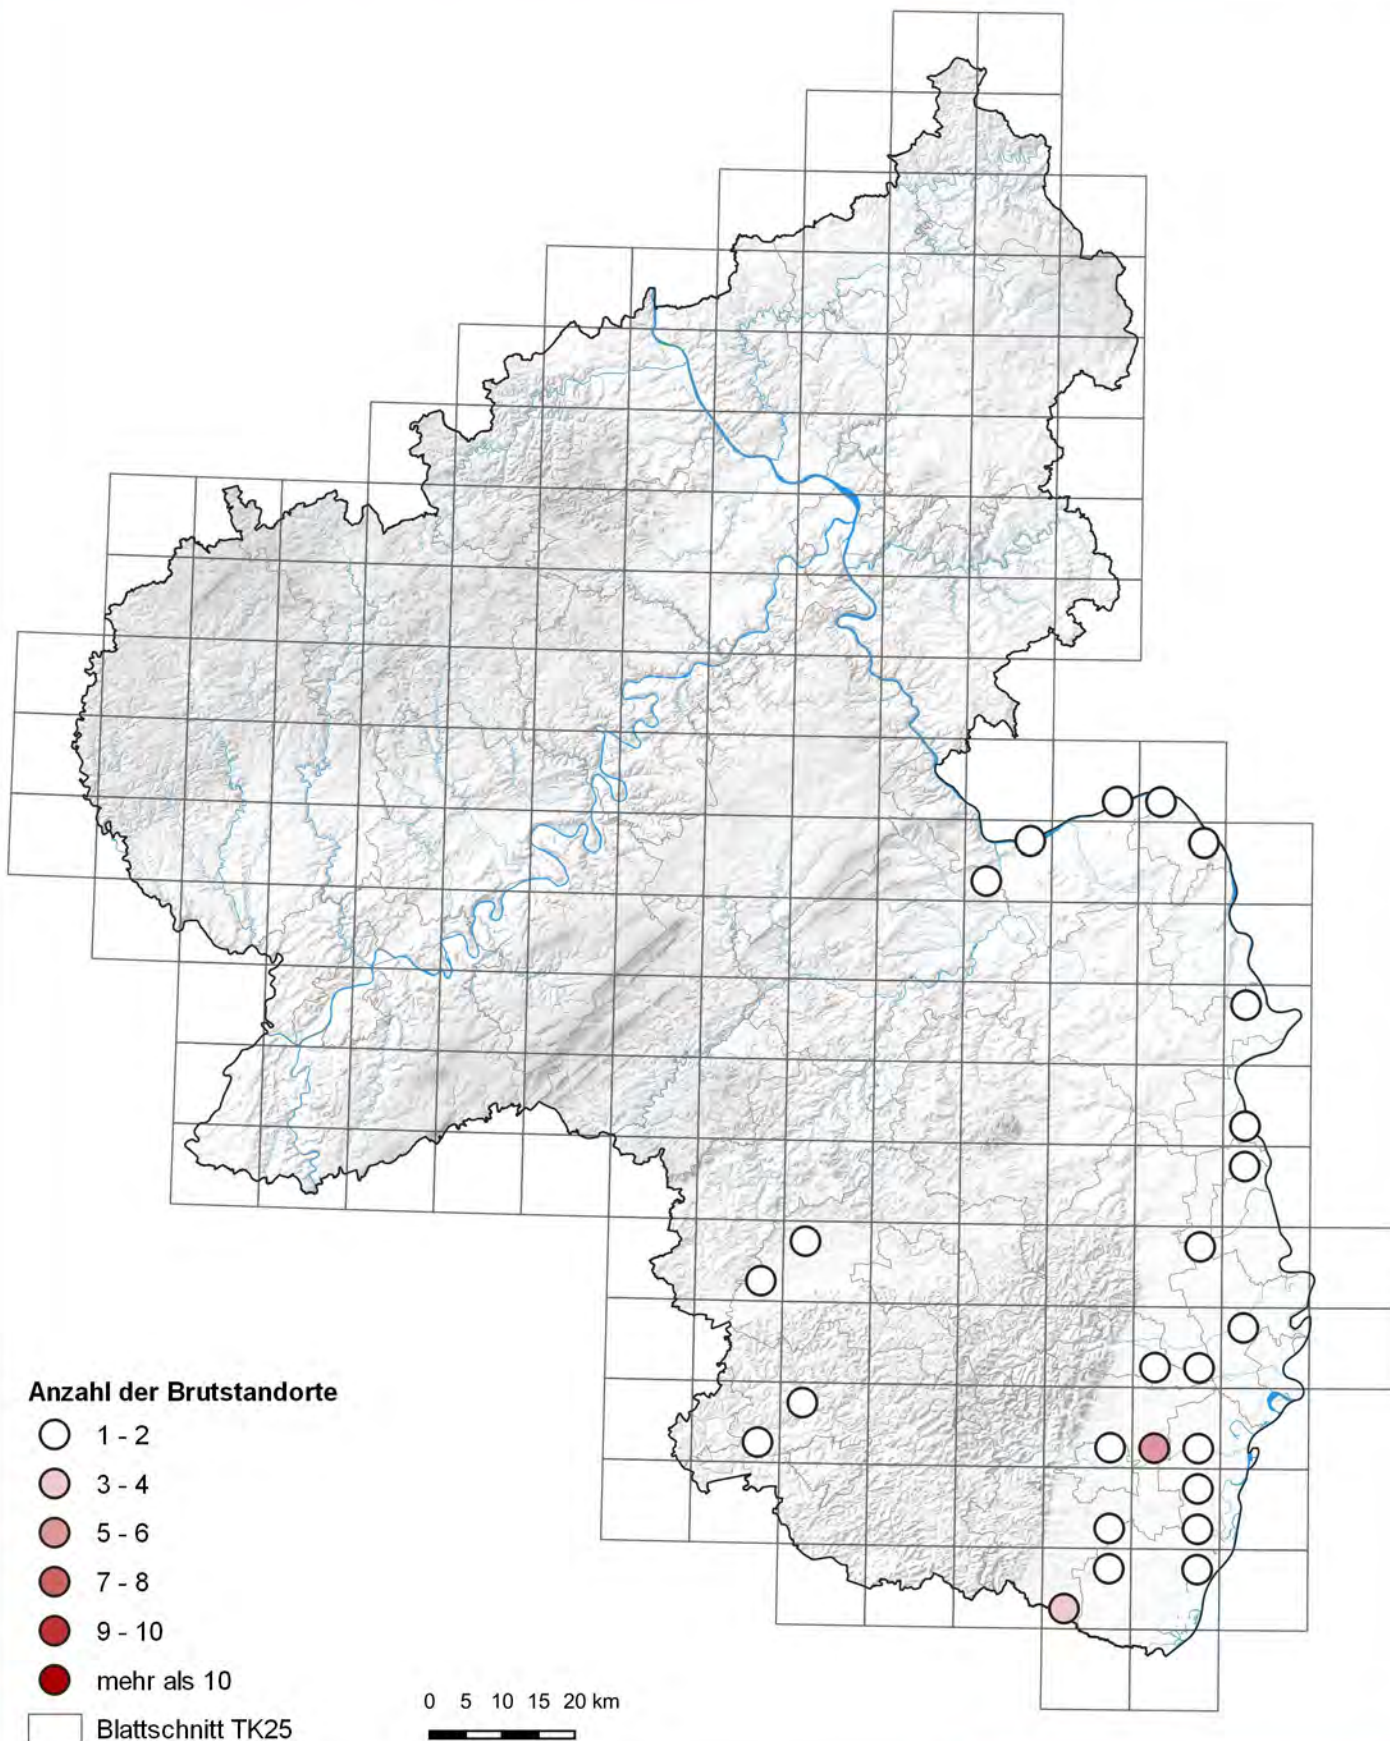 Anzahl der Brutstandorte
1 - 2
3 - 4
5 - 6
7 - 8
9 - 10
mehr als 10
Blattschnitt TK25
0 5 10 15 20 km